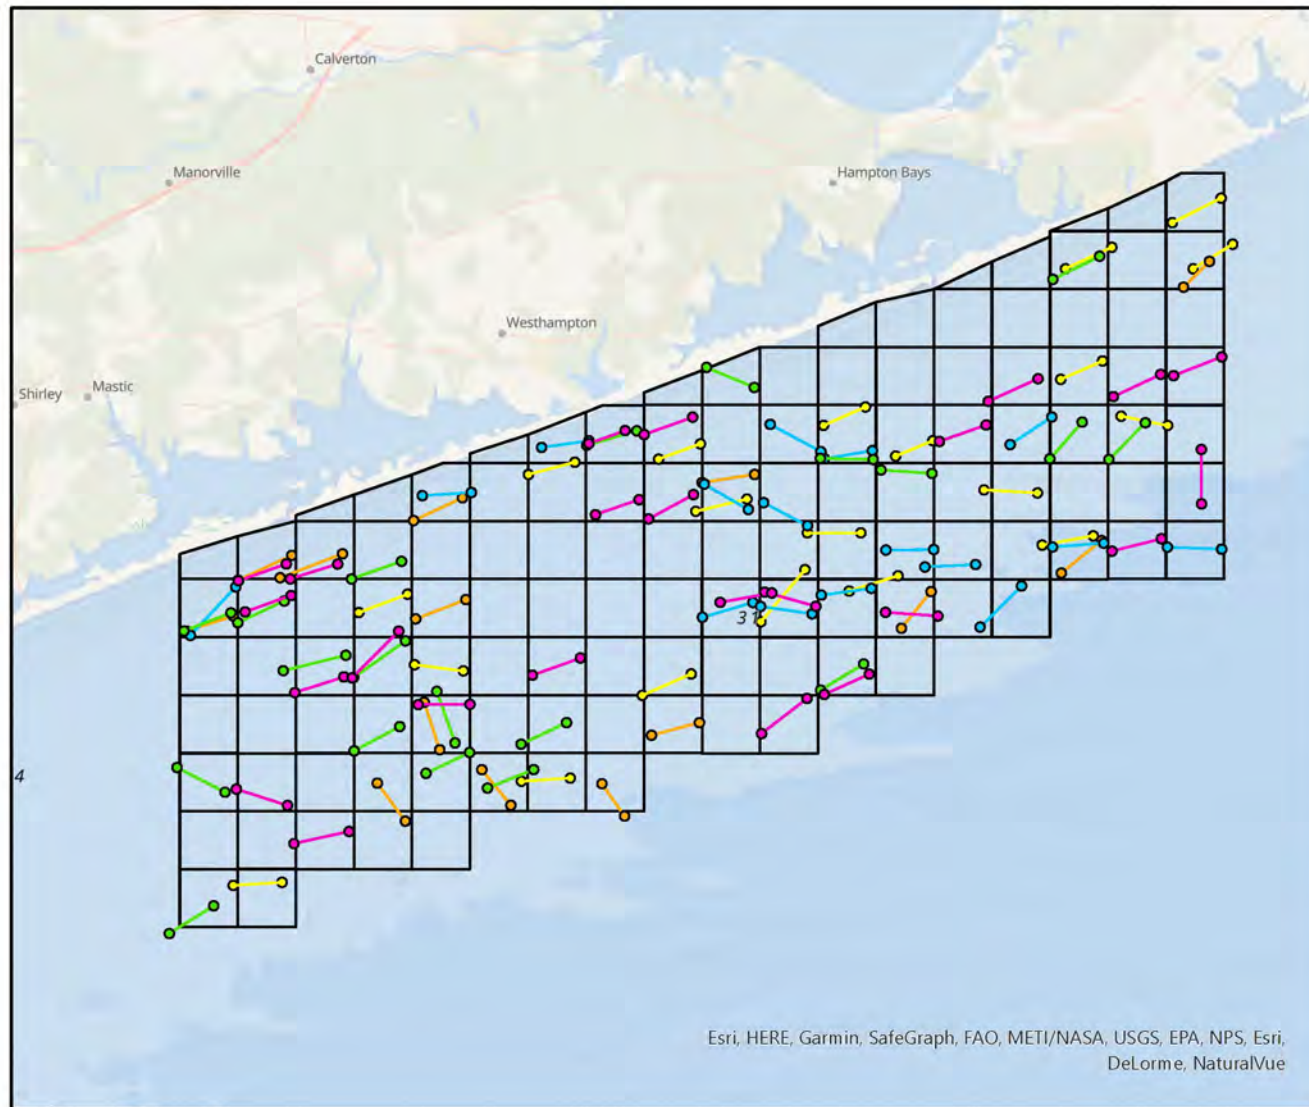 Calverton
Manorville
Hampton Bays
Westhampton
Shirley
Mastic
31
4
Esri, HERE, Garmin, SafeGraph, FAO, METI/NASA, USGS, EPA, NPS, Esri,
DeLorme, NaturalVue